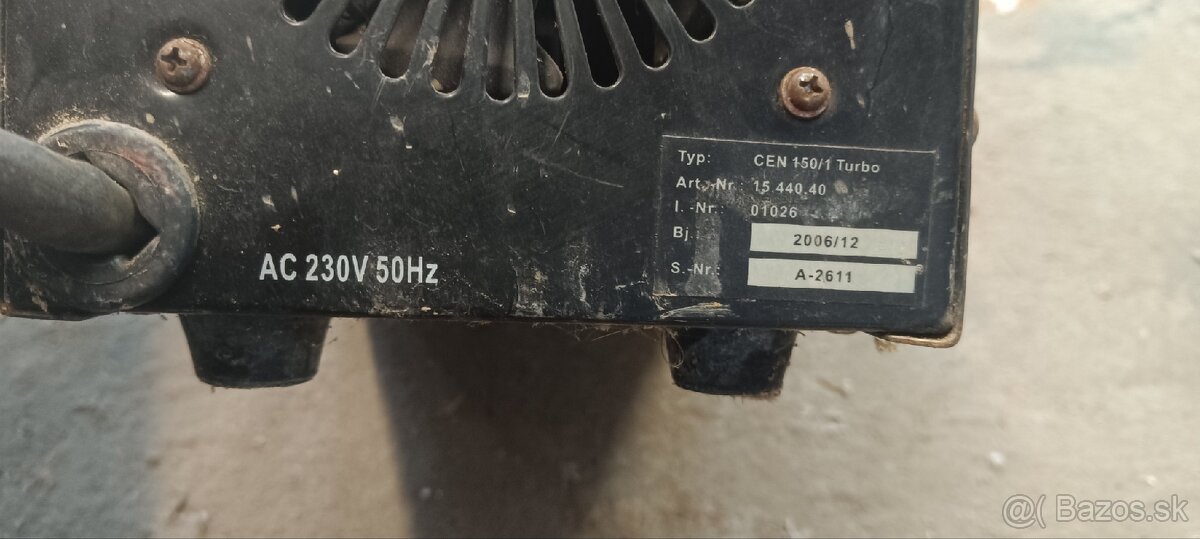 Typ: CEN 150/1 Turbo
Art.-Nr.: 15.440.40
I. -Nr.: 01026
Bj.: 2006/12
S.-Nr.: A-2611
AC 230V 50Hz
@( Bazos.sk